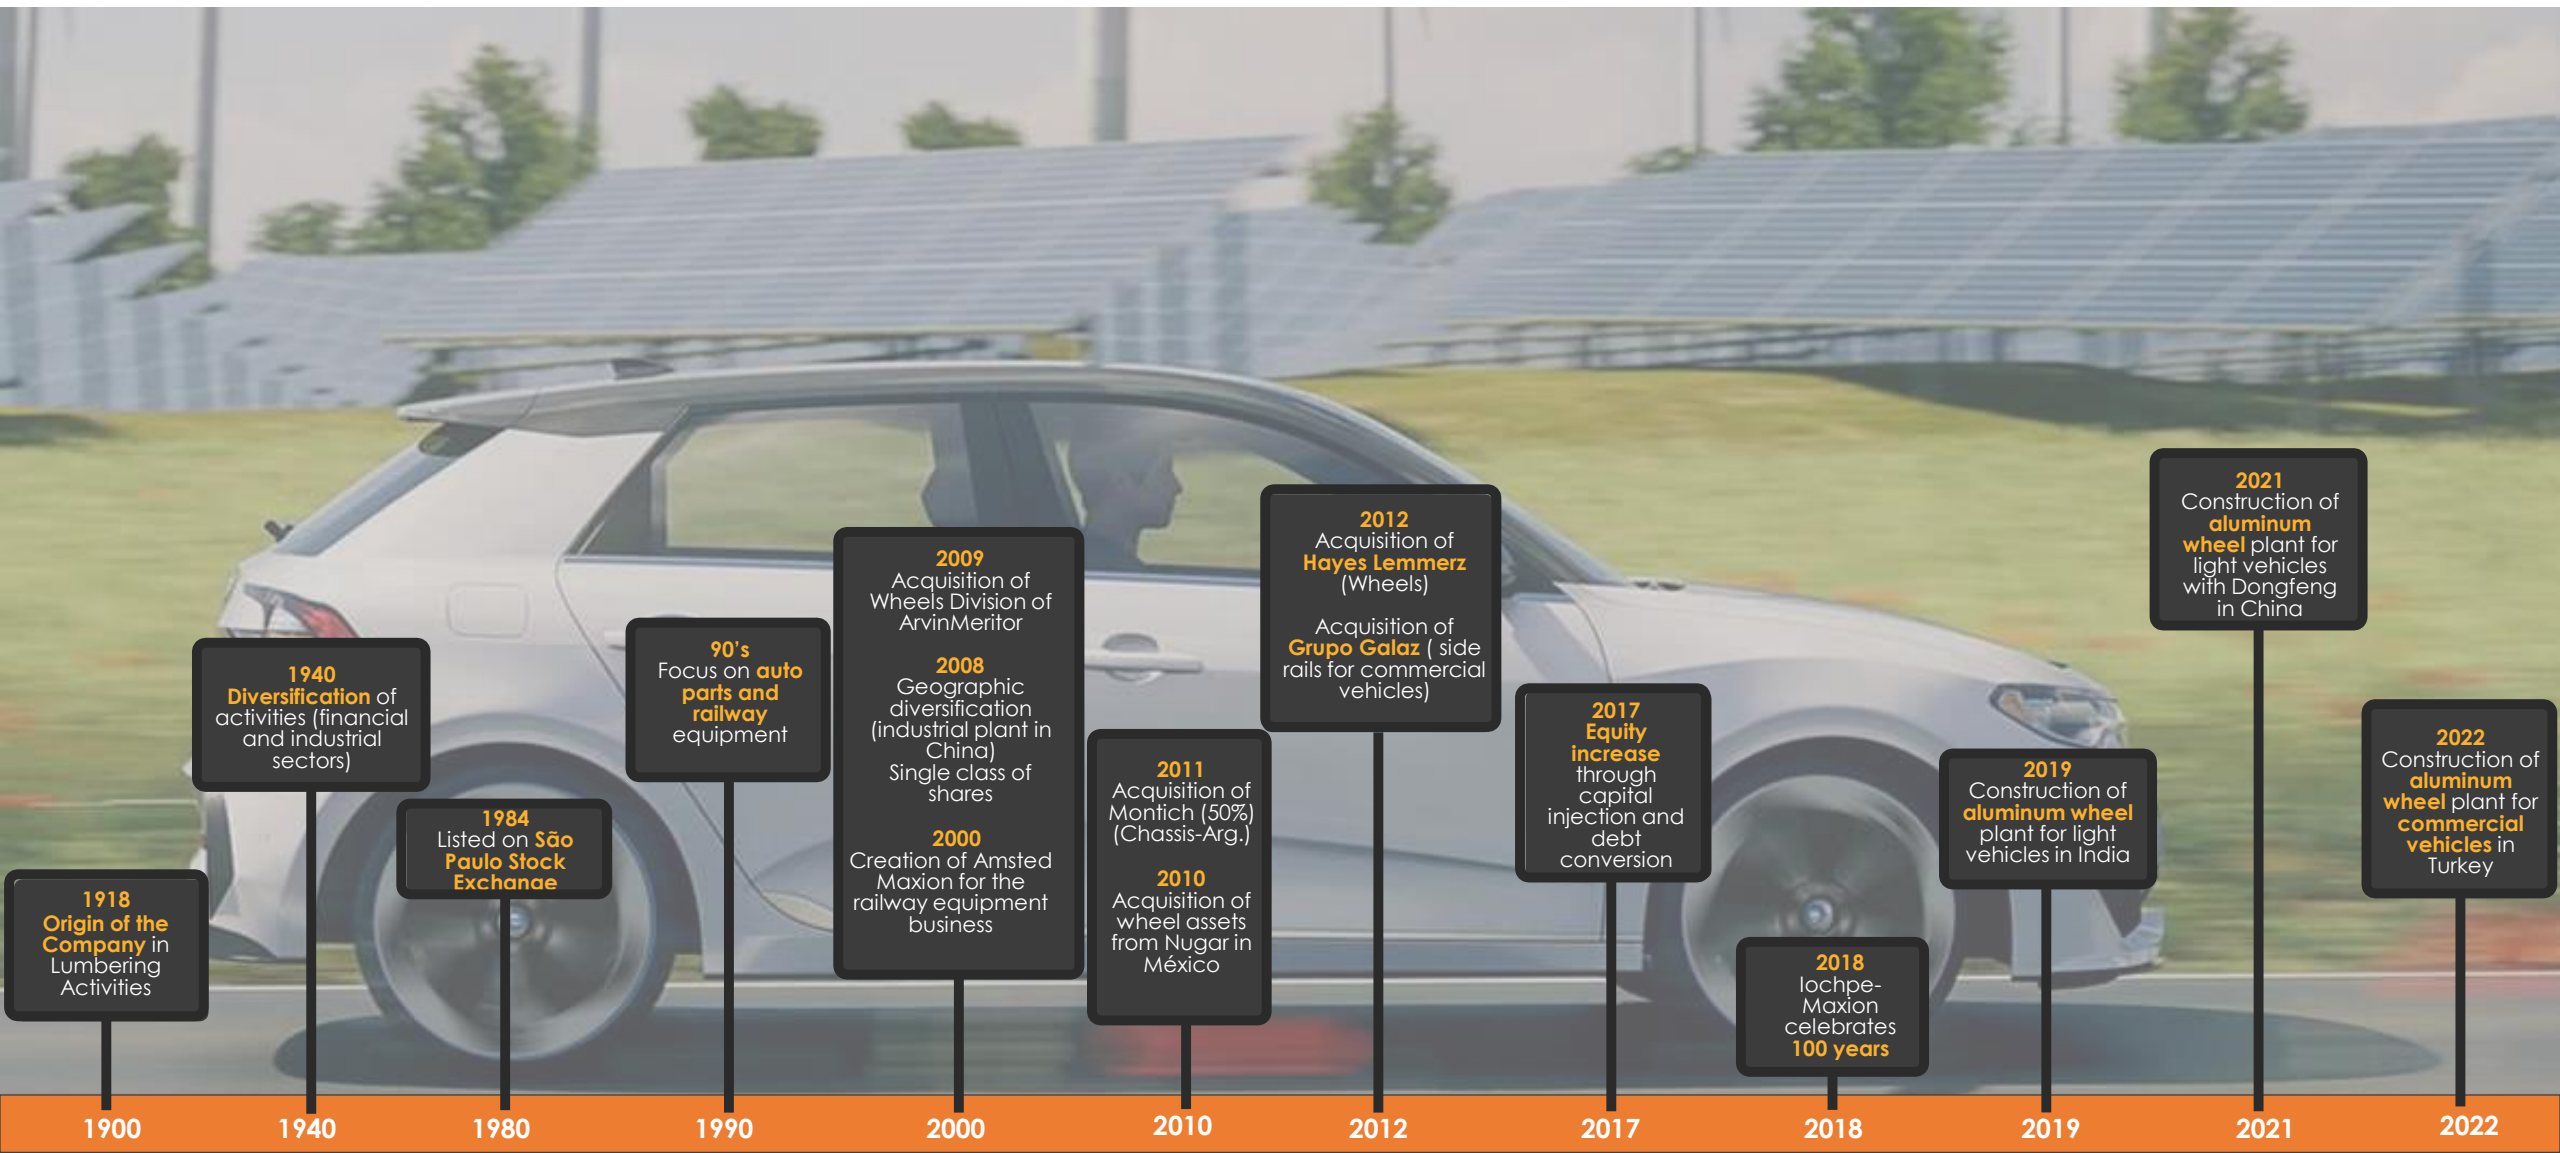 1918
Origin of the
Company in
Lumbering
Activities
1940
Diversification of
activities (financial
and industrial
sectors)
1984
Listed on São
Paulo Stock
Exchange
90's
Focus on auto
parts and
railway
equipment
2009
Acquisition of
Wheels Division of
ArvinMeritor
2008
Geographic
diversification
(industrial plant in
China)
Single class of
shares
2000
Creation of Amsted
Maxion for the
railway equipment
business
2011
Acquisition of
Montich (50%)
(Chassis-Arg.)
2010
Acquisition of
wheel assets
from Nugar in
México
2012
Acquisition of
Hayes Lemmerz
(Wheels)
Acquisition of
Grupo Galaz ( side
rails for commercial
vehicles)
2017
Equity
increase
through
capital
injection and
debt
conversion
2018
Iochpe-
Maxion
celebrates
100 years
2019
Construction of
aluminum wheel
plant for light
vehicles in India
2021
Construction of
aluminum
wheel plant for
light vehicles
with Dongfeng
in China
2022
Construction of
aluminum
wheel plant for
commercial
vehicles in
Turkey
1900 1940 1980 1990 2000 2010 2012 2017 2018 2019 2021 2022